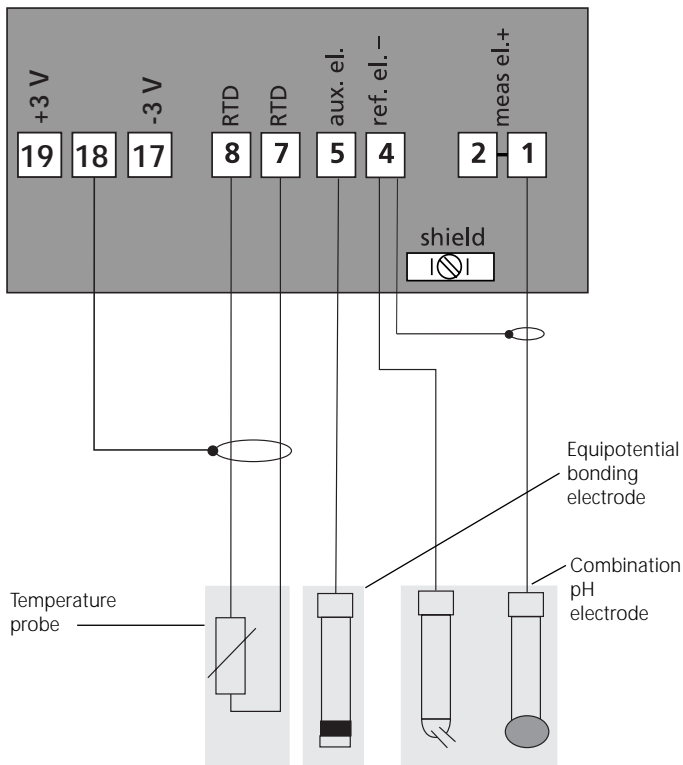 +3 V
-3 V
RTD
RTD
aux. el.
ref. el. –
meas el.+
19
18
17
8
7
5
4
2
1
shield
Equipotential
bonding
electrode
Combination
pH
electrode
Temperature
probe